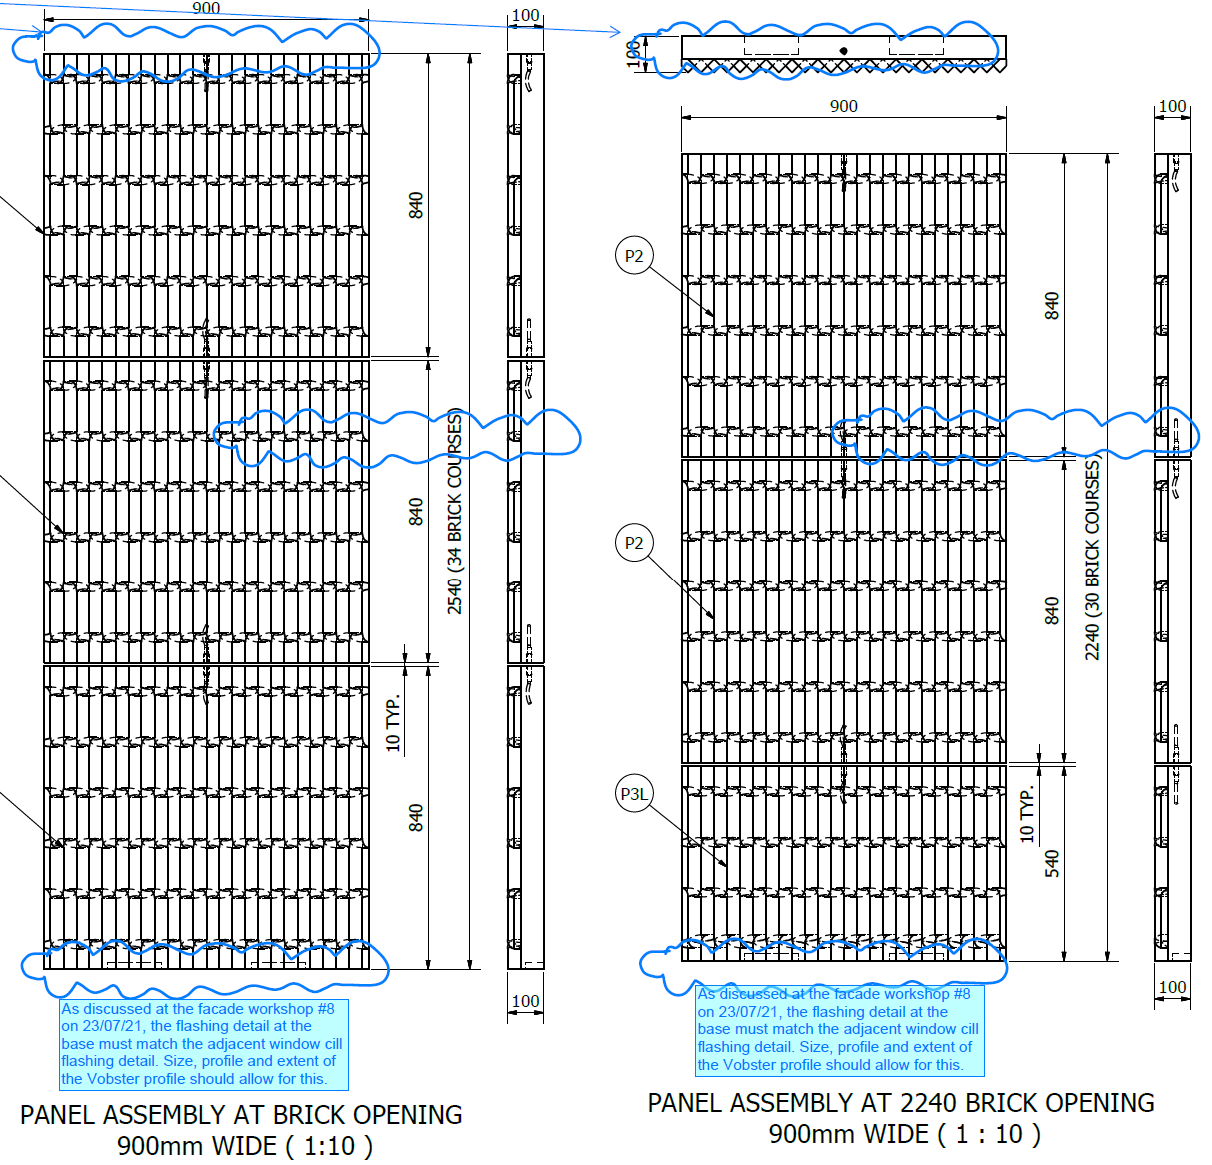 900
100
840
840
2540 (34 BRICK COURSES)
10 TYP.
840
100
As discussed at the facade workshop #8
on 23/07/21, the flashing detail at the
base must match the adjacent window cill
flashing detail. Size, profile and extent of
the Vobster profile should allow for this.
PANEL ASSEMBLY AT BRICK OPENING
900mm WIDE ( 1:10 )
100
900
100
P2
840
P2
840
2240 (30 BRICK COURSES)
P3L
10 TYP.
540
100
As discussed at the facade workshop #8
on 23/07/21, the flashing detail at the
base must match the adjacent window cill
flashing detail. Size, profile and extent of
the Vobster profile should allow for this.
PANEL ASSEMBLY AT 2240 BRICK OPENING
900mm WIDE ( 1 : 10 )